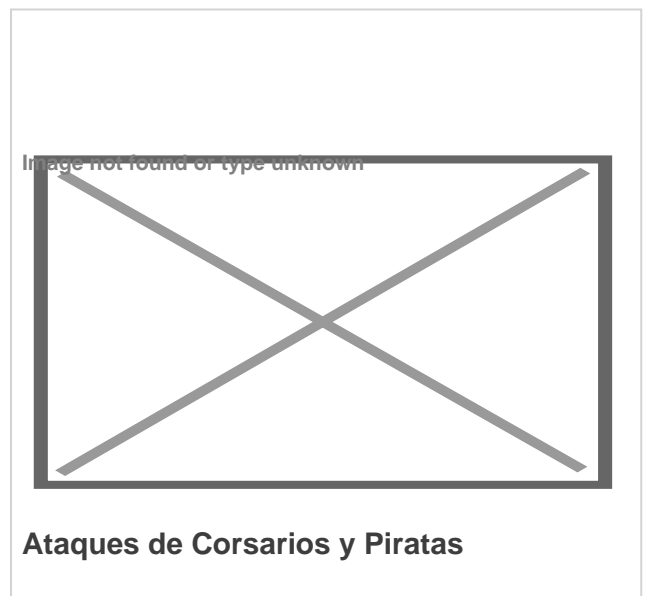 Image not found or type unknown
Ataques de Corsarios y Piratas